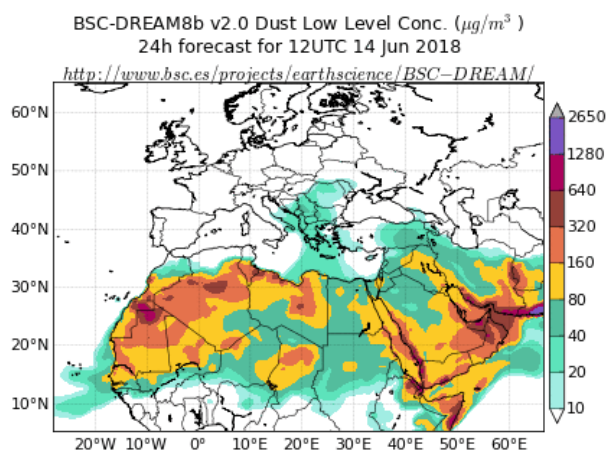 BSC-DREAM8b v2.0 Dust Low Level Conc. (μg/m³ )
24h forecast for 12UTC 14 Jun 2018
http://www.bsc.es/projects/earthscience/BSC−DREAM/
60°N
50°N
40°N
30°N
20°N
10°N
20°W 10°W 0° 10°E 20°E 30°E 40°E 50°E 60°E
2650
1280
640
320
160
80
40
20
10